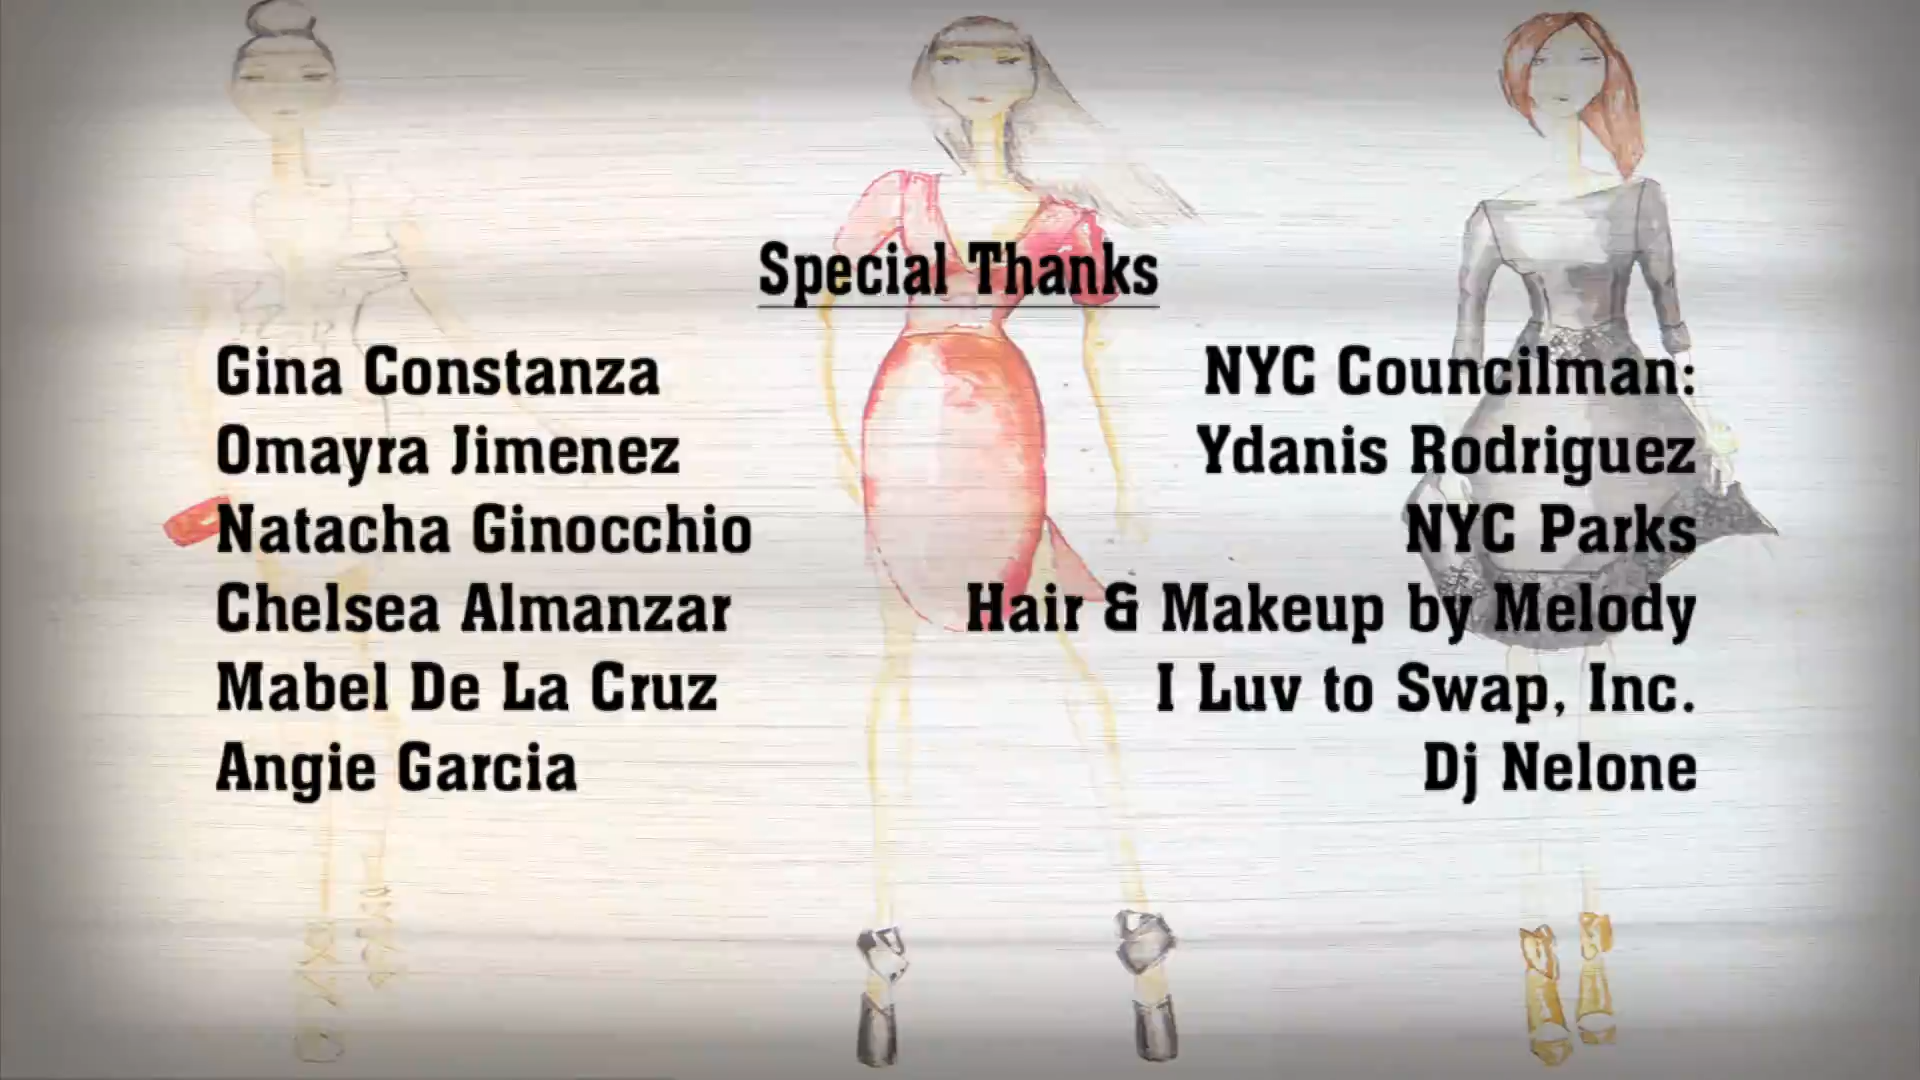 Special Thanks
Gina Constanza
Omayra Jimenez
Natacha Ginocchio
Chelsea Almanzar
Mabel De La Cruz
Angie Garcia
NYC Councilman:
Ydanis Rodriguez
NYC Parks
Hair & Makeup by Melody
I Luv to Swap, Inc.
Dj Nelone